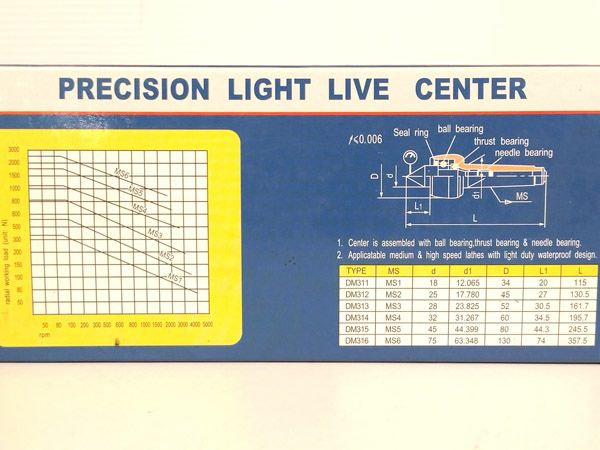 PRECISION LIGHT LIVE CENTER
3000
2000
1500
1000
800
600
500
400
300
200
100
80
60
50
40
radial working load (unit: N)
50 80 100 130 200 300 400 500 600 800 1000 1500 2000 3000 4000 5000
rpm
MS6
MS5
MS4
MS3
MS2
MS1
≤0.006
Seal ring
ball bearing
thrust bearing
needle bearing
D
d
d1
MS
L1
L
1. Center is assembled with ball bearing,thrust bearing & needle bearing.
2. Applicatable medium & high speed lathes with light duty waterproof design.
TYPE MS d d1 D L1 L
DM311 MS1 18 12.065 34 20 115
DM312 MS2 25 17.780 45 27 130.5
DM313 MS3 28 23.825 52 30.5 161.7
DM314 MS4 32 31.267 60 34.5 195.7
DM315 MS5 45 44.399 80 44.3 245.5
DM316 MS6 75 63.348 130 74 357.5